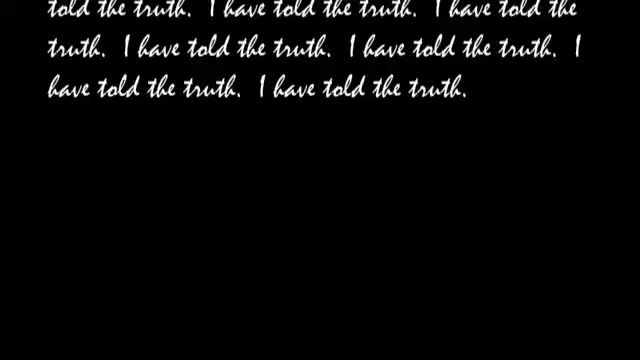 told the truth. I have told the truth. I have told the
truth. I have told the truth. I have told the truth. I
have told the truth. I have told the truth.